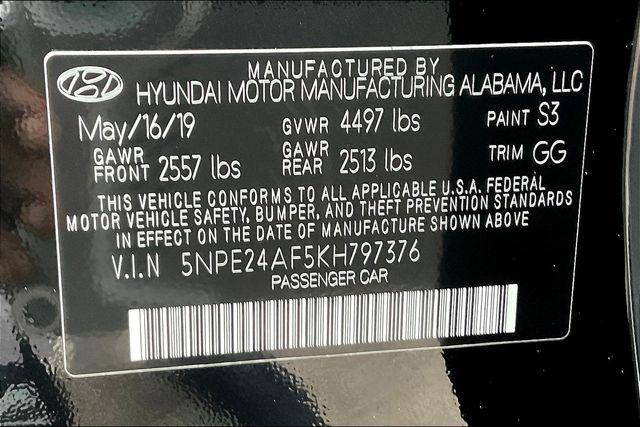 MANUFACTURED BY
HYUNDAI MOTOR MANUFACTURING ALABAMA, LLC
May/16/19 GVWR 4497 lbs PAINT S3
GAWR FRONT 2557 lbs GAWR REAR 2513 lbs TRIM GG
THIS VEHICLE CONFORMS TO ALL APPLICABLE U.S.A. FEDERAL
MOTOR VEHICLE SAFETY, BUMPER, AND THEFT PREVENTION STANDARDS
IN EFFECT ON THE DATE OF MANUFACTURE SHOWN ABOVE
V.I.N 5NPE24AF5KH797376
PASSENGER CAR